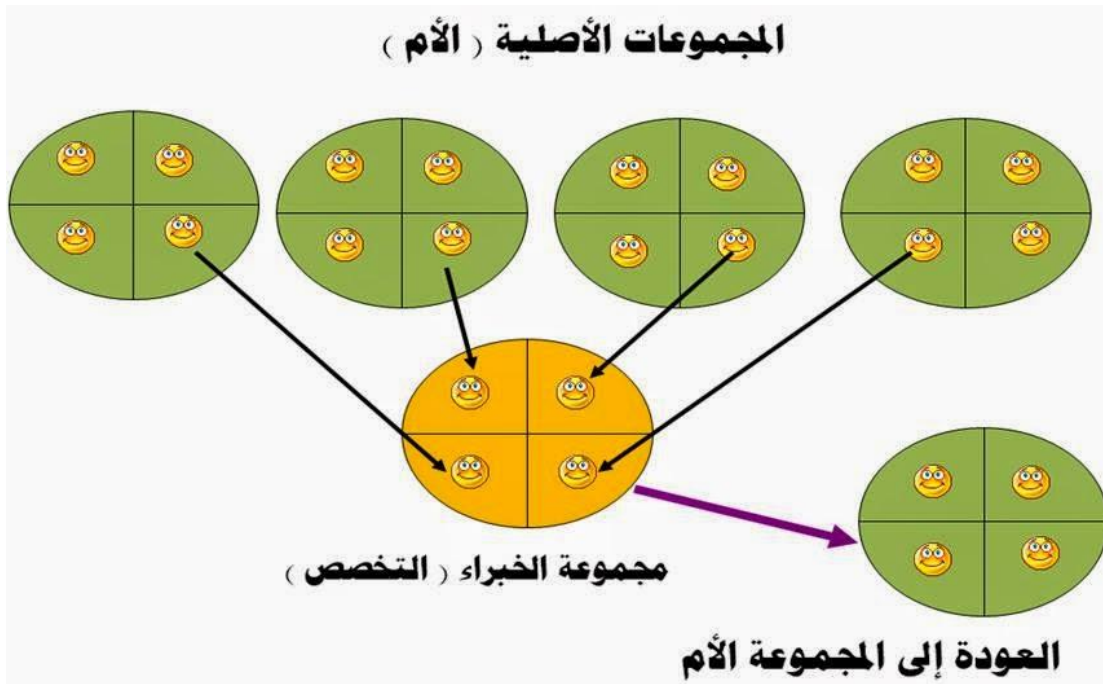 المجموعات الأصلية ( الأم )
مجموعة الخبراء ( التخصص )
العودة إلى المجموعة الأم